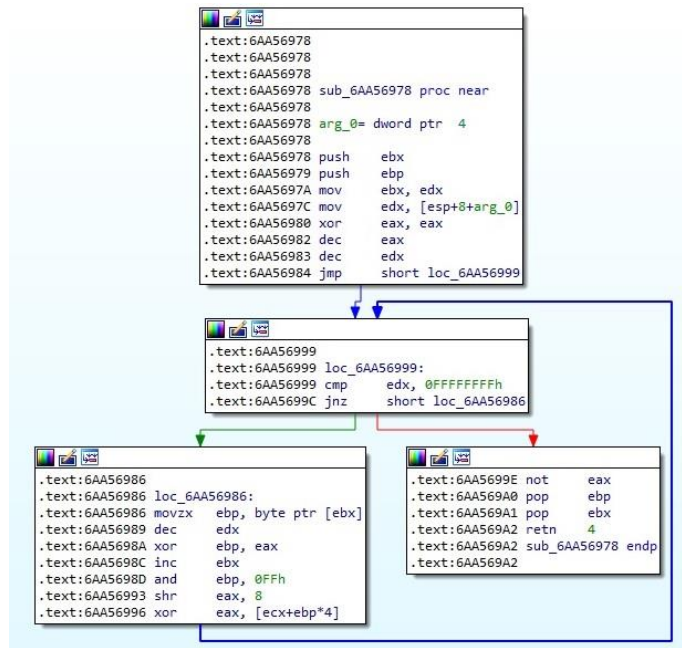 .text:6AA56978
.text:6AA56978
.text:6AA56978
.text:6AA56978 sub_6AA56978 proc near
.text:6AA56978
.text:6AA56978 arg_0= dword ptr  4
.text:6AA56978
.text:6AA56978 push    ebx
.text:6AA56979 push    ebp
.text:6AA5697A mov     ebx, edx
.text:6AA5697C mov     edx, [esp+8+arg_0]
.text:6AA56980 xor     eax, eax
.text:6AA56982 dec     eax
.text:6AA56983 dec     edx
.text:6AA56984 jmp     short loc_6AA56999
.text:6AA56999
.text:6AA56999 loc_6AA56999:
.text:6AA56999 cmp     edx, 0FFFFFFFFh
.text:6AA5699C jnz     short loc_6AA56986
.text:6AA56986
.text:6AA56986 loc_6AA56986:
.text:6AA56986 movzx   ebp, byte ptr [ebx]
.text:6AA56989 dec     edx
.text:6AA5698A xor     ebp, eax
.text:6AA5698C inc     ebx
.text:6AA5698D and     ebp, 0FFh
.text:6AA56993 shr     eax, 8
.text:6AA56996 xor     eax, [ecx+ebp*4]
.text:6AA5699E not     eax
.text:6AA569A0 pop     ebp
.text:6AA569A1 pop     ebx
.text:6AA569A2 retn    4
.text:6AA569A2 sub_6AA56978 endp
.text:6AA569A2